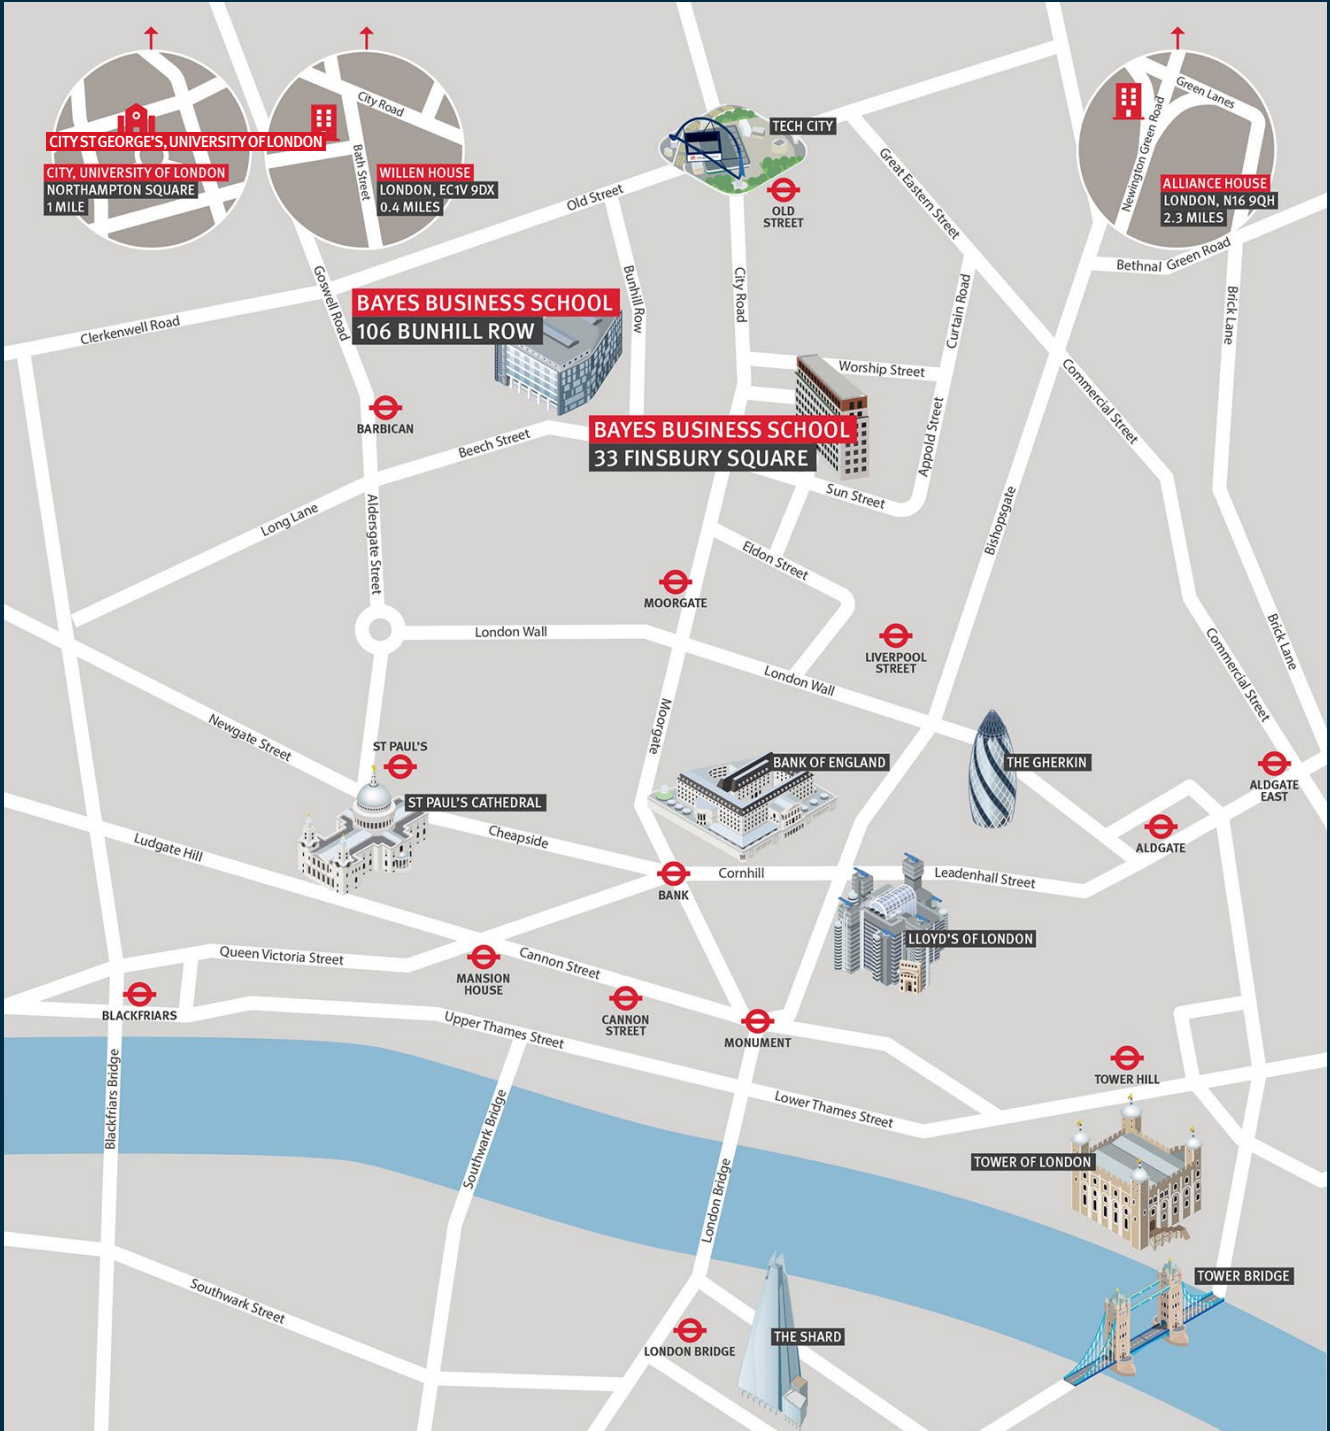 CITY ST GEORGE'S, UNIVERSITY OF LONDON
CITY, UNIVERSITY OF LONDON
NORTHAMPTON SQUARE
1 MILE
City Road
Bath Street
WILLEN HOUSE
LONDON, EC1V 9DX
0.4 MILES
TECH CITY
Green Lanes
Newington Green Road
ALLIANCE HOUSE
LONDON, N16 9QH
2.3 MILES
Old Street
OLD
STREET
Great Eastern Street
Bethnal Green Road
Clerkenwell Road
Goswell Road
BAYES BUSINESS SCHOOL
106 BUNHILL ROW
Bunhill Row
City Road
Curtain Road
Brick Lane
Worship Street
Commercial Street
BARBICAN
Beech Street
BAYES BUSINESS SCHOOL
33 FINSBURY SQUARE
Appold Street
Sun Street
Long Lane
Aldersgate Street
Eldon Street
Bishopsgate
MOORGATE
London Wall
LIVERPOOL
STREET
London Wall
Brick Lane
Commercial Street
Newgate Street
Moorgate
ST PAUL'S
BANK OF ENGLAND
THE GHERKIN
ALDGATE
EAST
ST PAUL'S CATHEDRAL
Ludgate Hill
Cheapside
ALDGATE
BANK
Cornhill
Leadenhall Street
LLOYD'S OF LONDON
Queen Victoria Street
MANSION
HOUSE
Cannon Street
BLACKFRIARS
CANNON
STREET
Upper Thames Street
MONUMENT
TOWER HILL
Blackfriars Bridge
Southwark Bridge
Lower Thames Street
London Bridge
TOWER OF LONDON
TOWER BRIDGE
Southwark Street
LONDON BRIDGE
THE SHARD